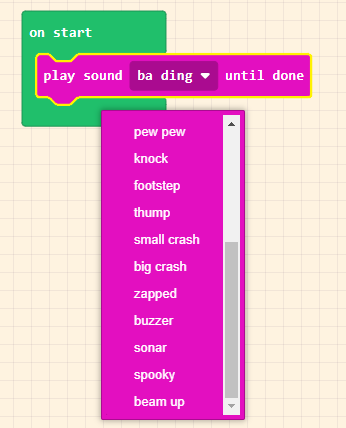 on start
play sound ba ding until done
pew pew
knock
footstep
thump
small crash
big crash
zapped
buzzer
sonar
spooky
beam up